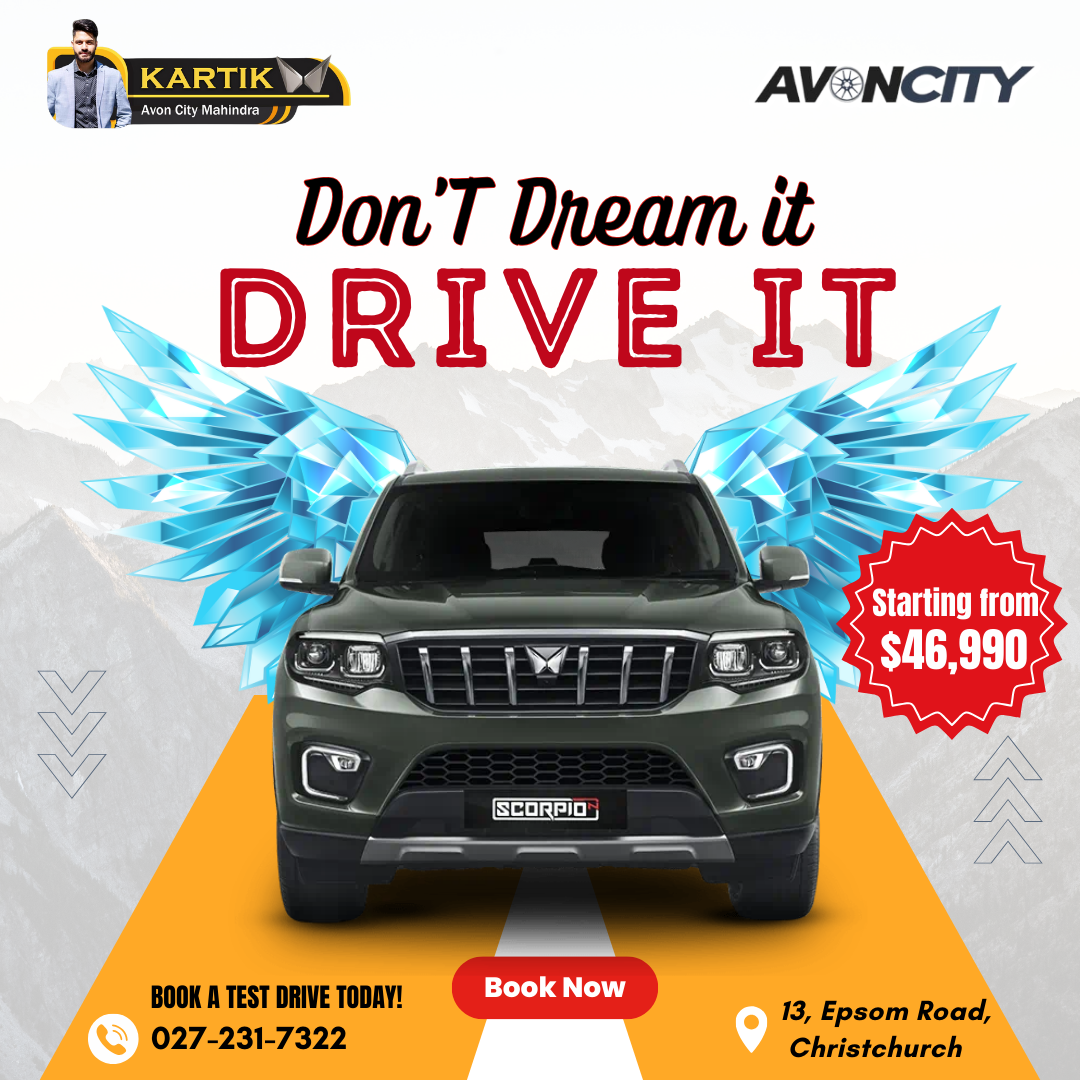 KARTIK
Avon City Mahindra
AVONCITY
Don'T Dream it
DRIVE IT
Starting from
$46,990
SCORPIO N
Book Now
BOOK A TEST DRIVE TODAY!
027-231-7322
13, Epsom Road,
Christchurch